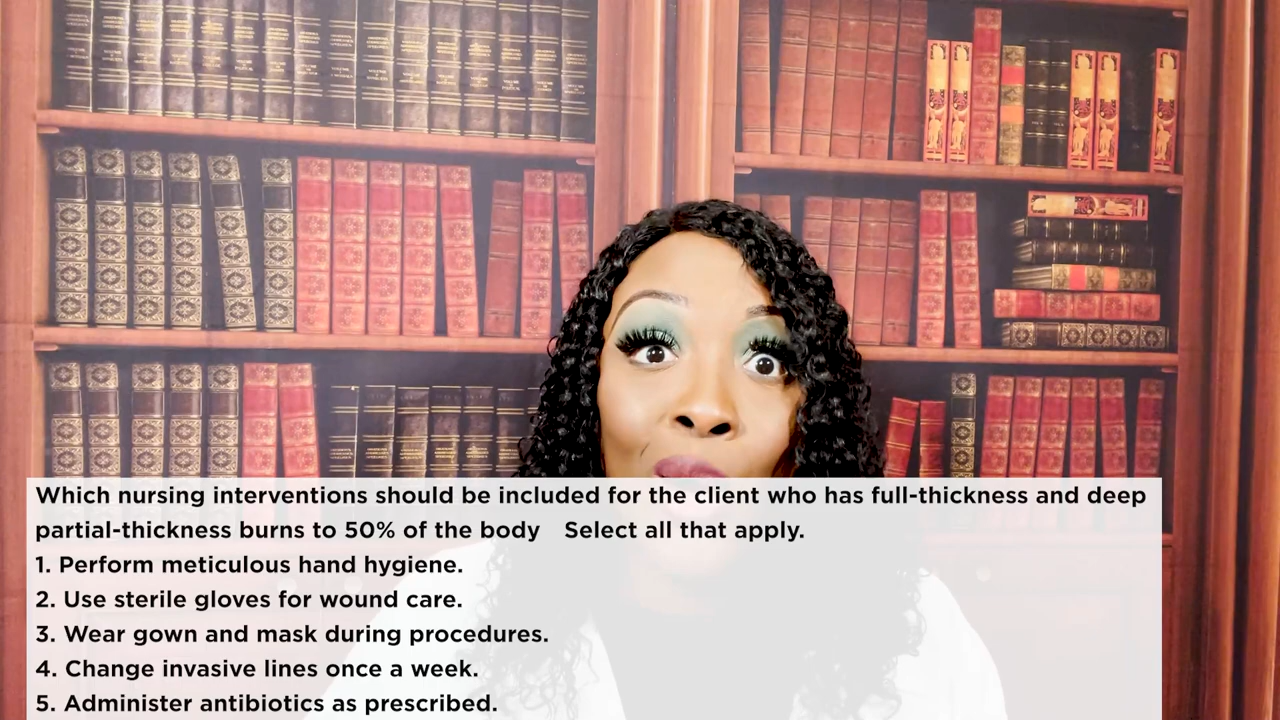 Which nursing interventions should be included for the client who has full-thickness and deep
partial-thickness burns to 50% of the body Select all that apply.
1. Perform meticulous hand hygiene.
2. Use sterile gloves for wound care.
3. Wear gown and mask during procedures.
4. Change invasive lines once a week.
5. Administer antibiotics as prescribed.